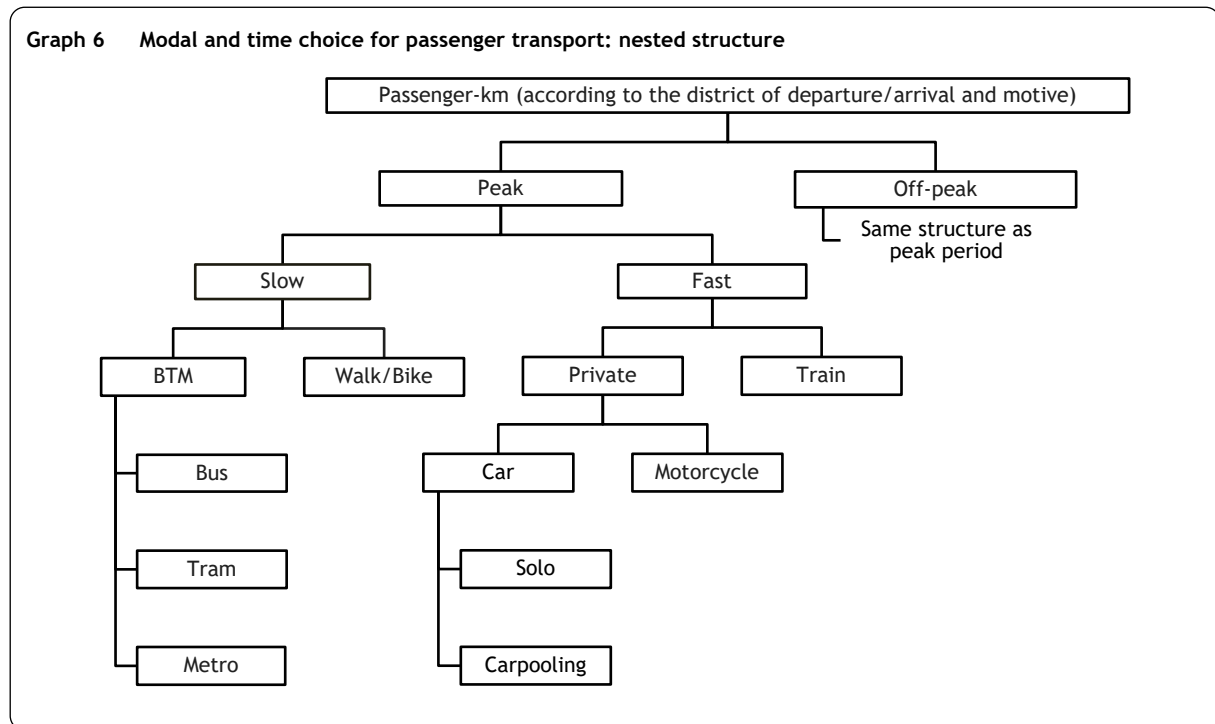 Graph 6 Modal and time choice for passenger transport: nested structure
Passenger-km (according to the district of departure/arrival and motive)
Peak
Off-peak
Same structure as
peak period
Slow
Fast
BTM
Walk/Bike
Private
Train
Bus
Car
Motorcycle
Tram
Solo
Metro
Carpooling